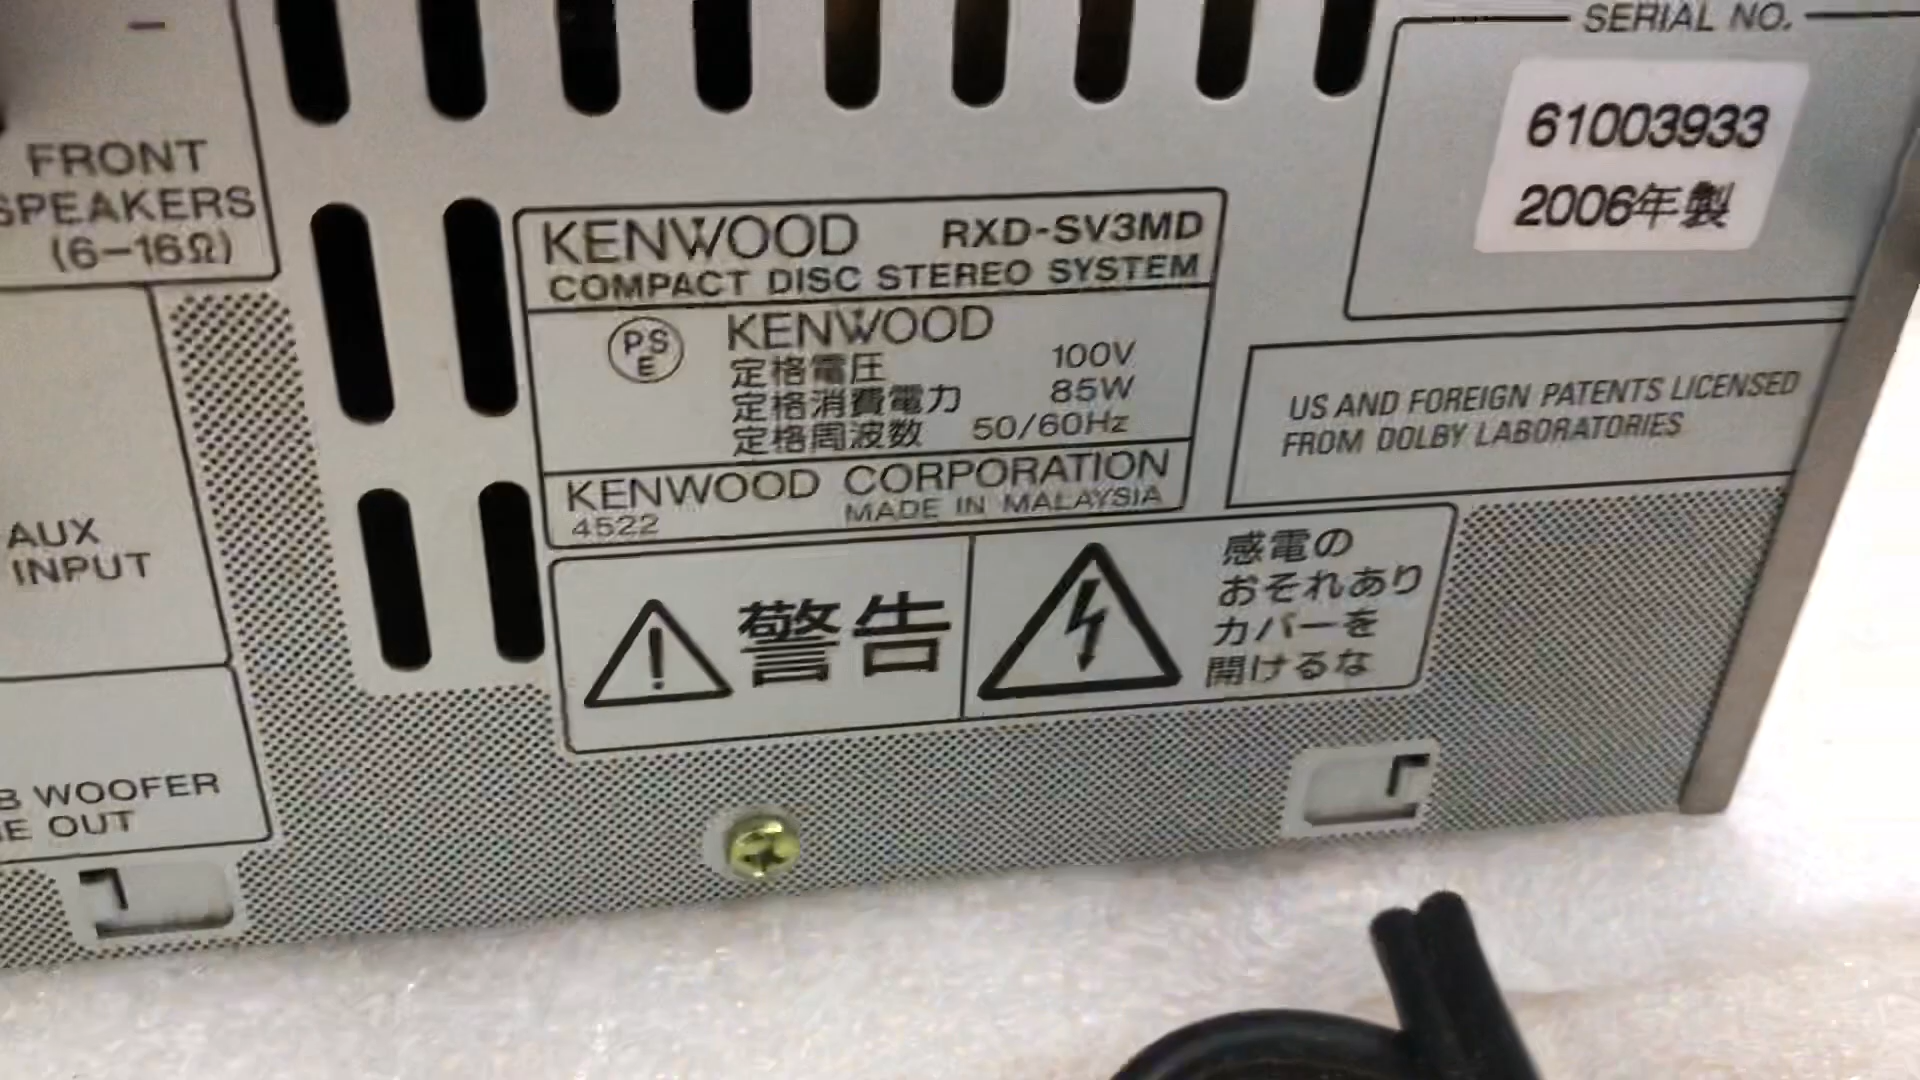 FRONT
SPEAKERS
(6-16Ω)
AUX
INPUT
WOOFER
OUT
KENWOOD RXD-SV3MD
COMPACT DISC STEREO SYSTEM
PSE KENWOOD
定格電圧 100V
定格消費電力 85W
定格周波数 50/60Hz
KENWOOD CORPORATION
4522 MADE IN MALAYSIA
警告
感電の
おそれあり
カバーを
開けるな
SERIAL NO.
61003933
2006年製
US AND FOREIGN PATENTS LICENSED
FROM DOLBY LABORATORIES